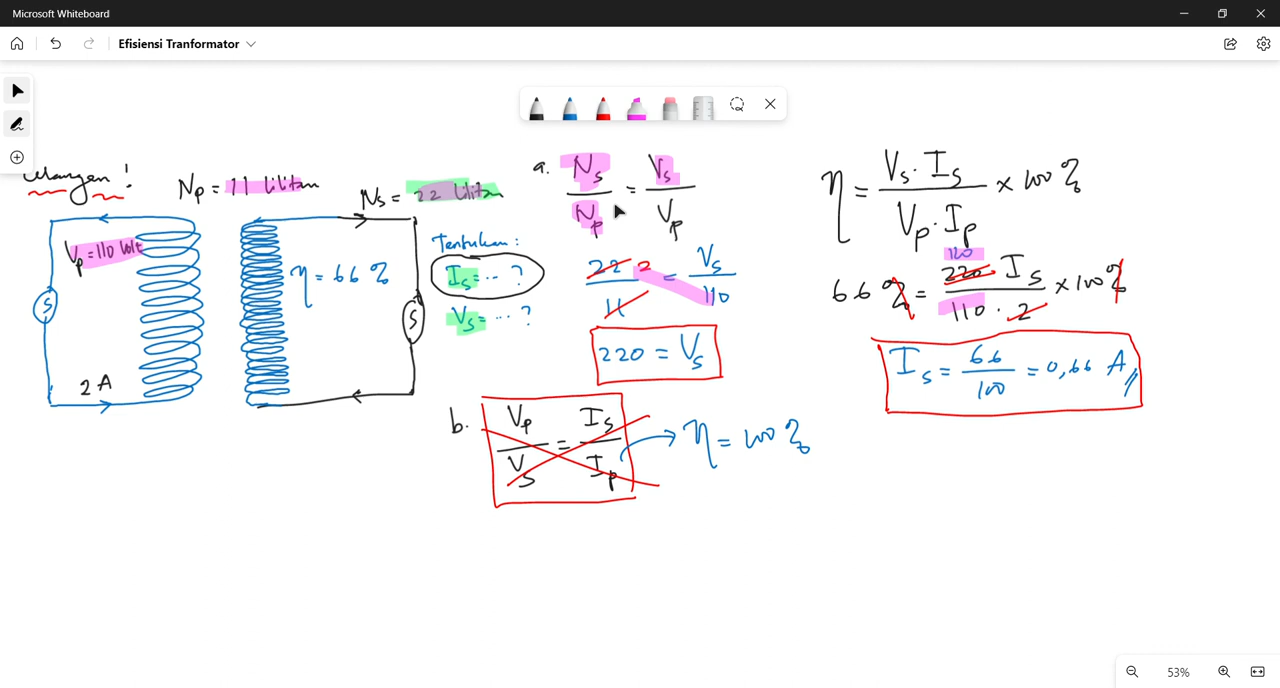 Microsoft Whiteboard
Efisiensi Tranformator
Np = 11 lilitan
Ns = 22 lilitan
Vp = 110 Volt
η = 66 %
S
S
2 A
Tentukan :
Is = ... ?
Vs = ... ?
a. Ns/Np = Vs/Vp
22/11 2 = Vs/110
220 = Vs
b. Vp/Vs = Is/Ip → η = 100 %
η = Vs . Is / Vp . Ip × 100 %
66 % = 220 Is / 110 . 2 × 100 %
Is = 66/100 = 0,66 A //
53%